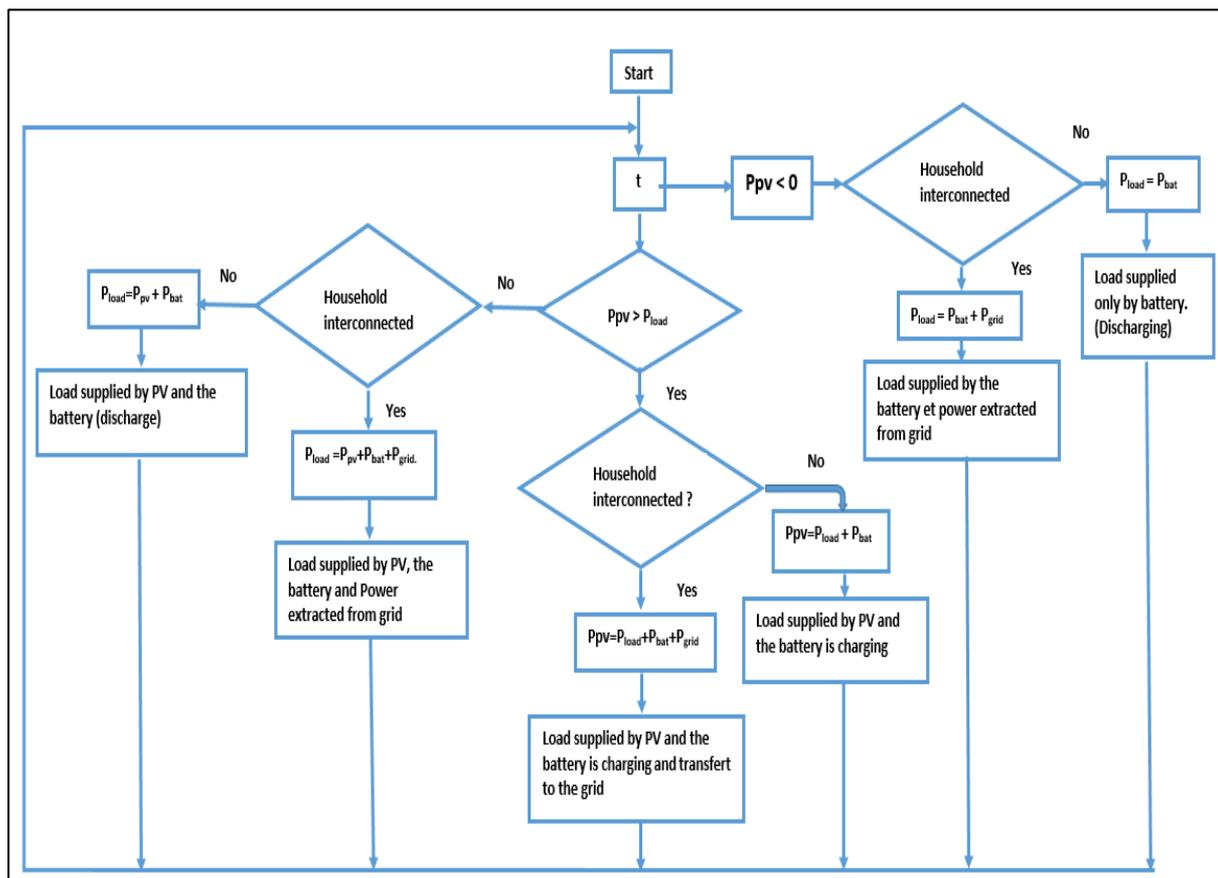 Start
t
Ppv < 0
Household
interconnected
No
Pload = Pbat
Load supplied
only by battery.
(Discharging)
Yes
Pload = Pbat + Pgrid
Load supplied by the
battery et power extracted
from grid
Ppv > Pload
No
Household
interconnected
No
Pload=Ppv + Pbat
Load supplied by PV and the
battery (discharge)
Yes
Pload =Ppv+Pbat+Pgrid.
Load supplied by PV, the
battery and Power
extracted from grid
Yes
Household
interconnected ?
No
Ppv=Pload + Pbat
Load supplied by PV and
the battery is charging
Yes
Ppv=Pload+Pbat+Pgrid
Load supplied by PV and the
battery is charging and transfert
to the grid